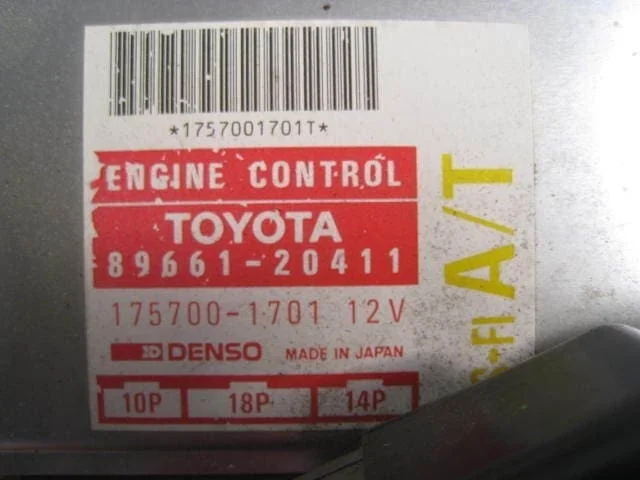 *1757001701T*
ENGINE CONTROL
TOYOTA
89661-20411
175700-1701 12V
DENSO MADE IN JAPAN
10P 18P 14P
A/T